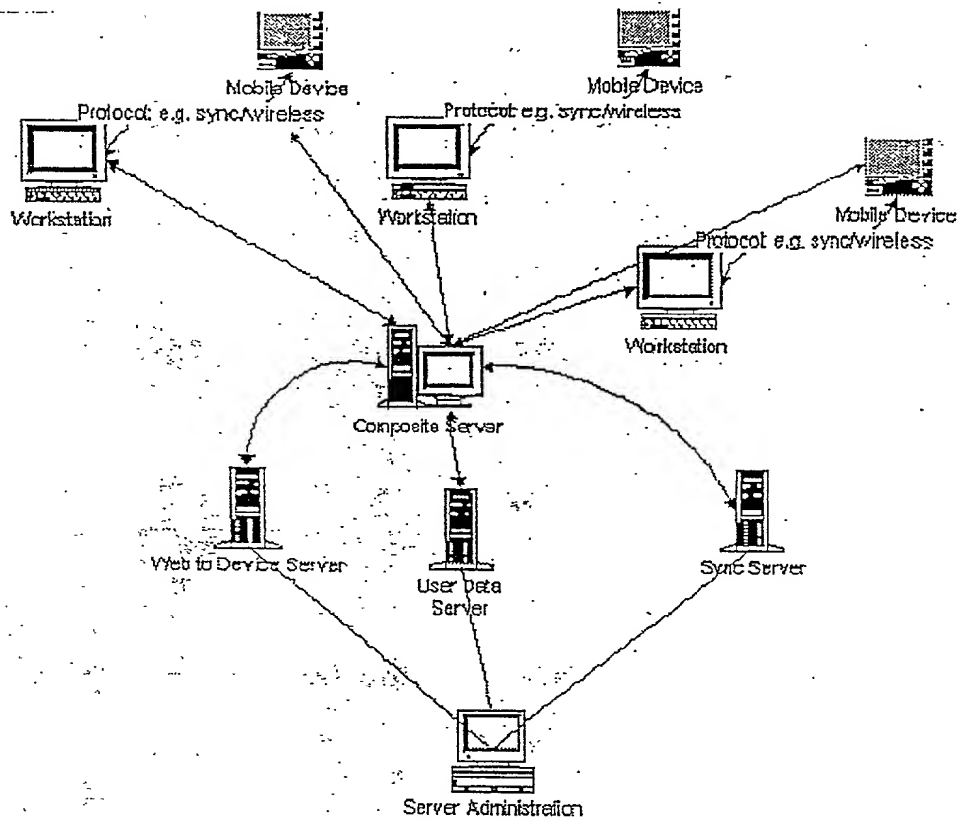 Mobile Device
Mobile Device
Protocol: e.g. sync/wireless
Protocol: e.g. sync/wireless
Workstation
Workstation
Mobile Device
Protocol: e.g. sync/wireless
Workstation
Composite Server
Web to Device Server
User Data
Server
Sync Server
Server Administration